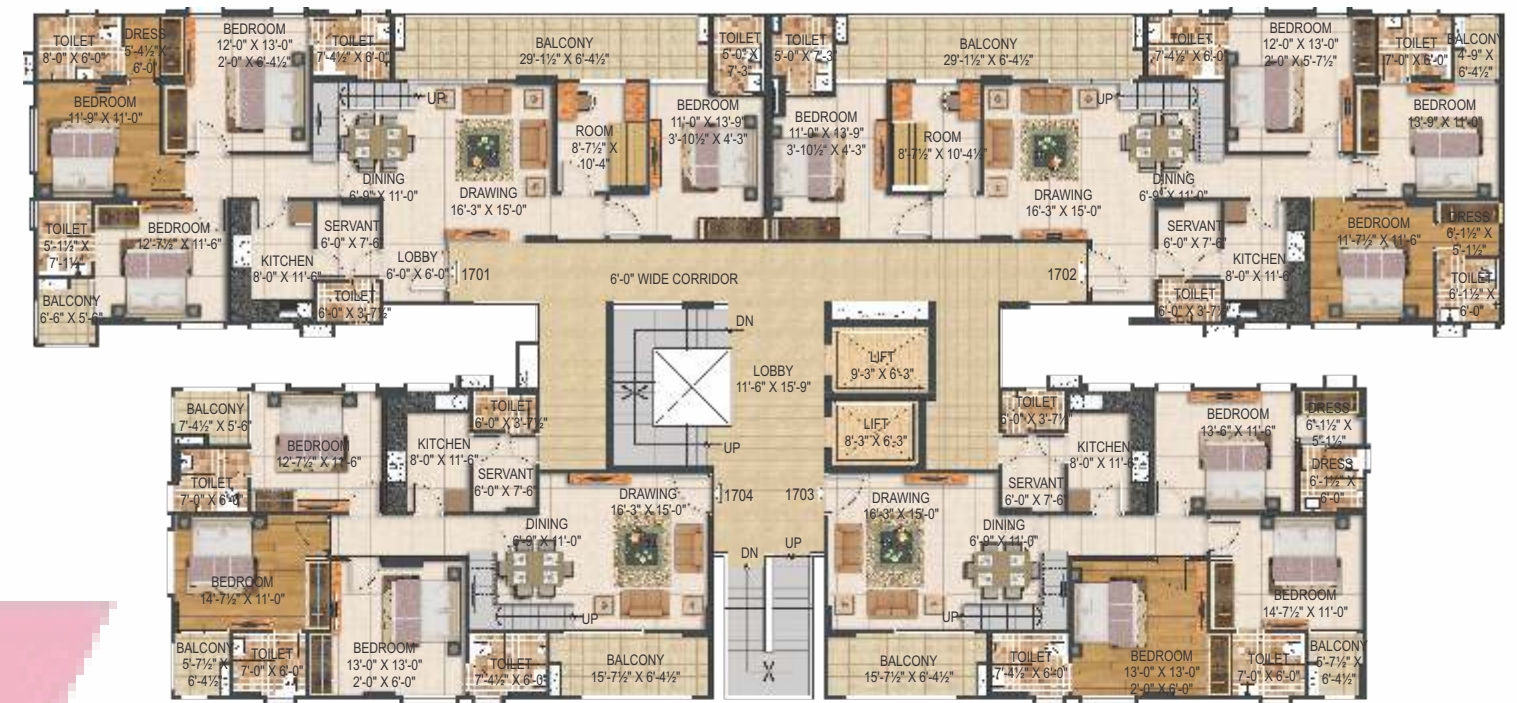 TOILET
8'-0" X 6'-0"
DRESS
5'-4½" X
6'-0"
BEDROOM
12'-0" X 13'-0"
2'-0" X 6'-4½"
TOILET
7'-4½" X 6'-0"
BALCONY
29'-1½" X 6'-4½"
TOILET
5'-0" X
7'-3"
TOILET
5'-0" X 7'-3"
BALCONY
29'-1½" X 6'-4½"
TOILET
7'-4½" X 6'-0"
BEDROOM
12'-0" X 13'-0"
2'-0" X 5'-7½"
TOILET
7'-0" X 6'-0"
BALCONY
4'-9" X
6'-4½"
BEDROOM
11'-9" X 11'-0"
UP
DINING
6'-9" X 11'-0"
DRAWING
16'-3" X 15'-0"
ROOM
8'-7½" X
10'-4"
BEDROOM
11'-0" X 13'-9"
3'-10½" X 4'-3"
BEDROOM
11'-0" X 13'-9"
3'-10½" X 4'-3"
ROOM
8'-7½" X 10'-4½"
DRAWING
16'-3" X 15'-0"
UP
DINING
6'-9" X 11'-0"
BEDROOM
13'-9" X 11'-0"
TOILET
5'-1½" X
7'-1½"
BEDROOM
12'-7½" X 11'-6"
BALCONY
6'-6" X 5'-6"
KITCHEN
8'-0" X 11'-6"
SERVANT
6'-0" X 7'-6"
TOILET
6'-0" X 3'-7½"
LOBBY
6'-0" X 6'-0"
1701
6'-0" WIDE CORRIDOR
1702
SERVANT
6'-0" X 7'-6"
TOILET
6'-0" X 3'-7½"
KITCHEN
8'-0" X 11'-6"
BEDROOM
11'-7½" X 11'-6"
DRESS
6'-1½" X
5'-1½"
TOILET
6'-1½" X
6'-0"
DN
LOBBY
11'-6" X 15'-9"
LIFT
9'-3" X 6'-3"
LIFT
8'-3" X 6'-3"
UP
BALCONY
7'-4½" X 5'-6"
BEDROOM
12'-7½" X 11'-6"
TOILET
7'-0" X 6'-0"
KITCHEN
8'-0" X 11'-6"
TOILET
6'-0" X 3'-7½"
SERVANT
6'-0" X 7'-6"
DRAWING
16'-3" X 15'-0"
1704
1703
DRAWING
16'-3" X 15'-0"
TOILET
6'-0" X 3'-7½"
SERVANT
6'-0" X 7'-6"
KITCHEN
8'-0" X 11'-6"
BEDROOM
13'-6" X 11'-6"
DRESS
6'-1½" X
5'-1½"
DRESS
6'-1½" X
6'-0"
DINING
6'-9" X 11'-0"
DN
UP
DINING
6'-9" X 11'-0"
BEDROOM
14'-7½" X 11'-0"
UP
UP
BEDROOM
14'-7½" X 11'-0"
BALCONY
5'-7½" X
6'-4½"
TOILET
7'-0" X 6'-0"
BEDROOM
13'-0" X 13'-0"
2'-0" X 6'-0"
TOILET
7'-4½" X 6'-0"
BALCONY
15'-7½" X 6'-4½"
BALCONY
15'-7½" X 6'-4½"
TOILET
7'-4½" X 6'-0"
BEDROOM
13'-0" X 13'-0"
2'-0" X 6'-0"
TOILET
7'-0" X 6'-0"
BALCONY
5'-7½" X
6'-4½"